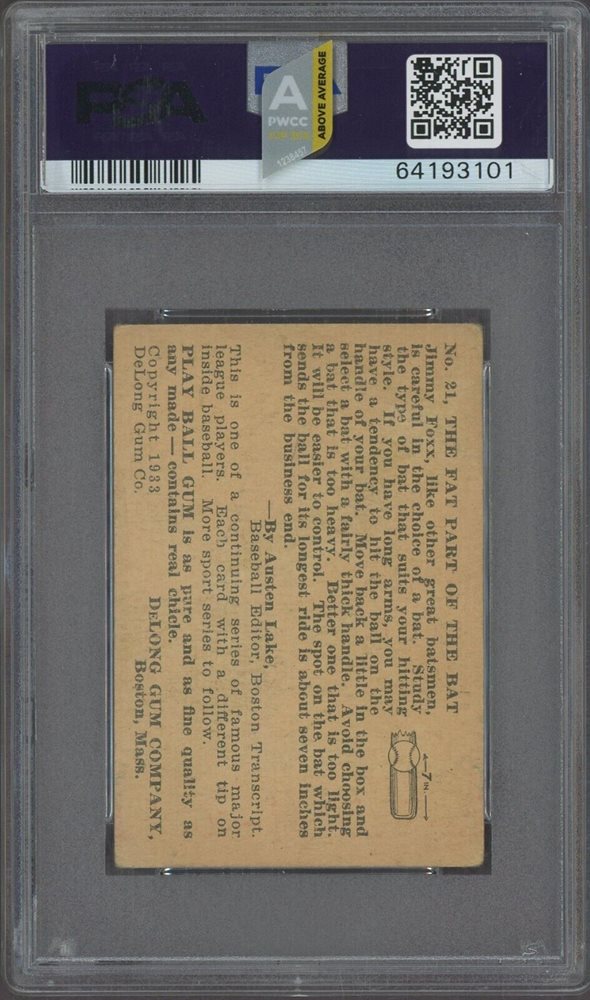 PSA
A
PWCC
ABOVE AVERAGE
1238457
64193101
No. 21, THE FAT PART OF THE BAT
Jimmy Foxx, like other great batsmen,
is careful in the choice of a bat. Study
the type of bat that suits your hitting
style. If you have long arms, you may
have a tendency to hit the ball on the
handle of your bat. Move back a little in the box and
select a bat with a fairly thick handle. Avoid choosing
a bat that is too heavy. Better one that is too light.
It will be easier to control. The spot on the bat which
sends the ball for its longest ride is about seven inches
from the business end.
7 IN
—By Austen Lake,
Baseball Editor, Boston Transcript.
This is one of a continuing series of famous major
league players. Each card with a different tip on
inside baseball. More sport series to follow.
PLAY BALL GUM is as pure and as fine quality as
any made — contains real chicle.
Copyright 1933 DELONG GUM COMPANY,
DeLong Gum Co. Boston, Mass.